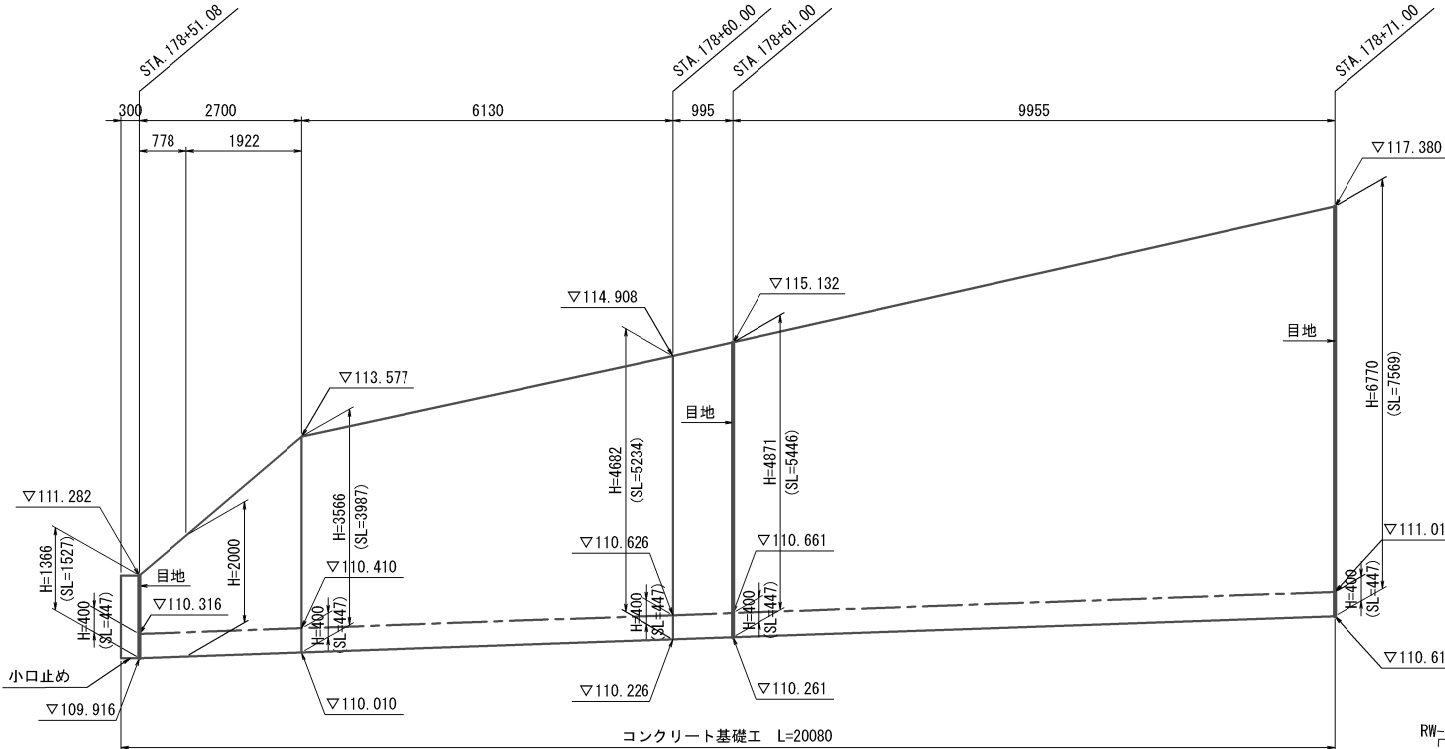 STA.178+51.08
STA.178+60.00
STA.178+61.00
STA.178+71.00
300
2700
6130
995
9955
778
1922
▽117.380
▽115.132
▽114.908
▽113.577
▽111.282
目地
目地
目地
H=6770
(SL=7569)
H=4871
(SL=5446)
H=4682
(SL=5234)
H=3566
(SL=3987)
H=2000
H=1366
(SL=1527)
H=400
(SL=447)
H=400
(SL=447)
H=400
(SL=447)
H=400
(SL=447)
H=400
(SL=447)
▽110.316
▽110.410
▽110.626
▽110.661
▽111.01
小口止め
▽109.916
▽110.010
▽110.226
▽110.261
▽110.61
コンクリート基礎工 L=20080
RW-